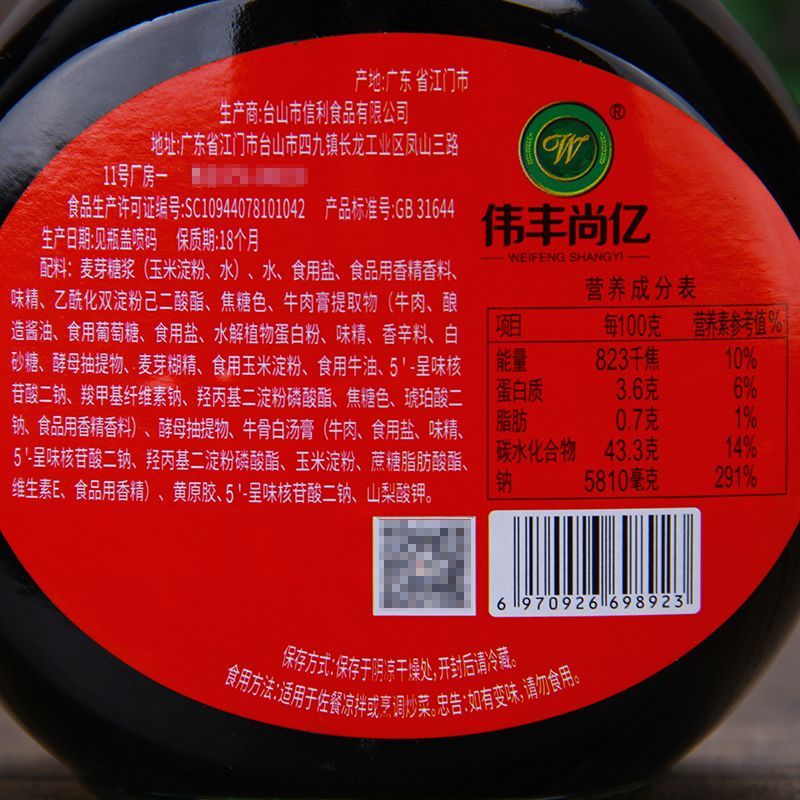 产地:广东省江门市
生产商:台山市信利食品有限公司
地址:广东省江门市台山市四九镇长龙工业区凤山三路
11号厂房一
食品生产许可证编号:SC10944078101042 产品标准号:GB 31644
生产日期:见瓶盖喷码 保质期:18个月
配料：麦芽糖浆（玉米淀粉、水）、水、食用盐、食品用香精香料、
味精、乙酰化双淀粉己二酸酯、焦糖色、牛肉膏提取物（牛肉、酿
造酱油、食用葡萄糖、食用盐、水解植物蛋白粉、味精、香辛料、白
砂糖、酵母抽提物、麦芽糊精、食用玉米淀粉、食用牛油、5'-呈味核
苷酸二钠、羧甲基纤维素钠、羟丙基二淀粉磷酸酯、焦糖色、琥珀酸二
钠、食品用香精香料）、酵母抽提物、牛骨白汤膏（牛肉、食用盐、味精、
5'-呈味核苷酸二钠、羟丙基二淀粉磷酸酯、玉米淀粉、蔗糖脂肪酸酯、
维生素E、食品用香精）、黄原胶、5'-呈味核苷酸二钠、山梨酸钾。
W ®
伟丰尚亿
WEIFENG SHANGYI
营养成分表
项目 每100克 营养素参考值%
能量 823千焦 10%
蛋白质 3.6克 6%
脂肪 0.7克 1%
碳水化合物 43.3克 14%
钠 5810毫克 291%
6 970926 698923
保存方式:保存于阴凉干燥处,开封后请冷藏。
食用方法:适用于佐餐凉拌或烹调炒菜。忠告:如有变味,请勿食用。